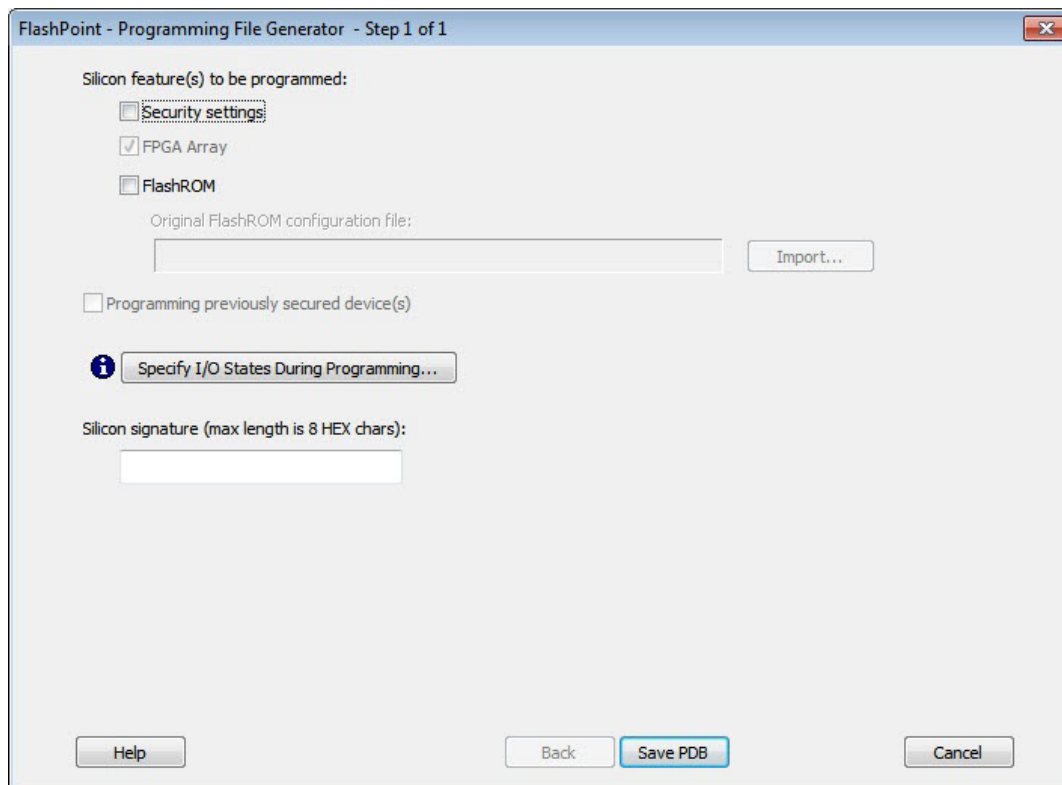 FlashPoint - Programming File Generator - Step 1 of 1
Silicon feature(s) to be programmed:
Security settings
FPGA Array
FlashROM
Original FlashROM configuration file:
Import...
Programming previously secured device(s)
Specify I/O States During Programming...
Silicon signature (max length is 8 HEX chars):
Help Back Save PDB Cancel